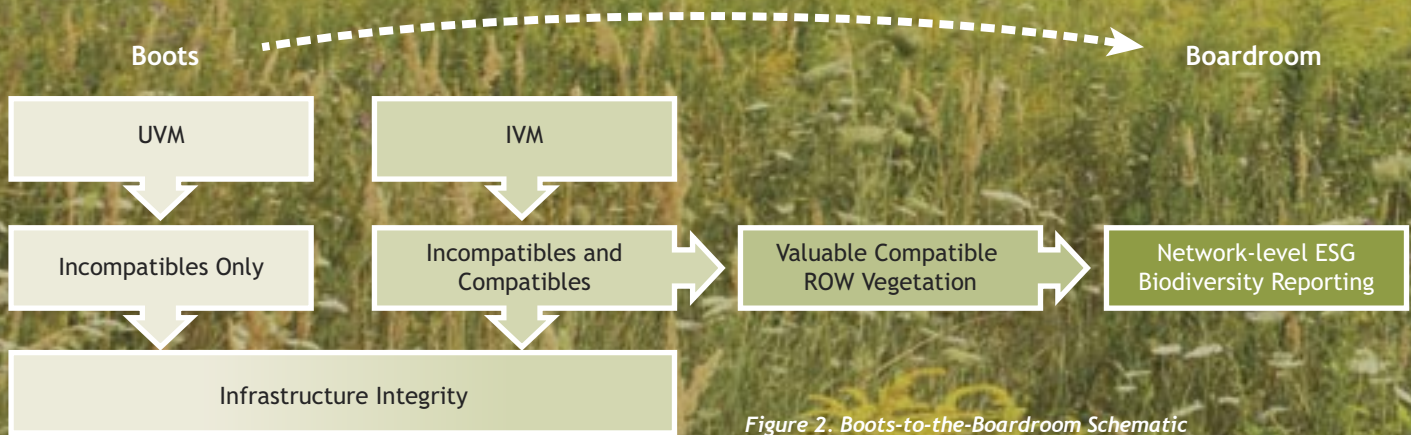 Boots
Boardroom
UVM
IVM
Incompatibles Only
Incompatibles and
Compatibles
Valuable Compatible
ROW Vegetation
Network-level ESG
Biodiversity Reporting
Infrastructure Integrity
Figure 2. Boots-to-the-Boardroom Schematic